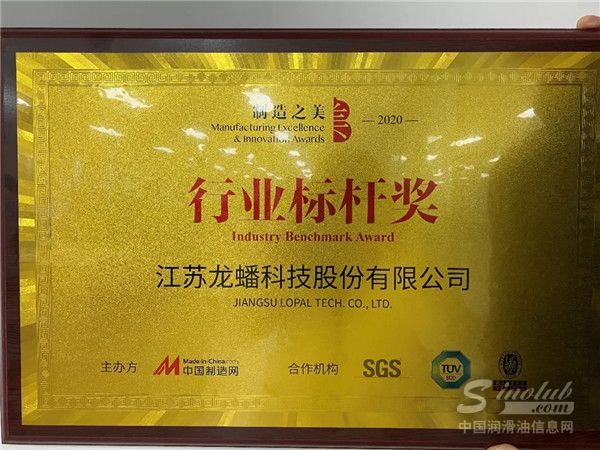 制造之美
Manufacturing Excellence
& Innovation Awards
— 2020 —
行业标杆奖
Industry Benchmark Award
江苏龙蟠科技股份有限公司
JIANGSU LOPAL TECH. CO., LTD.
主办方
Made-in-China.com
中国制造网
合作机构
SGS
TÜV
SÜD
Sinolub.com
中国润滑油信息网